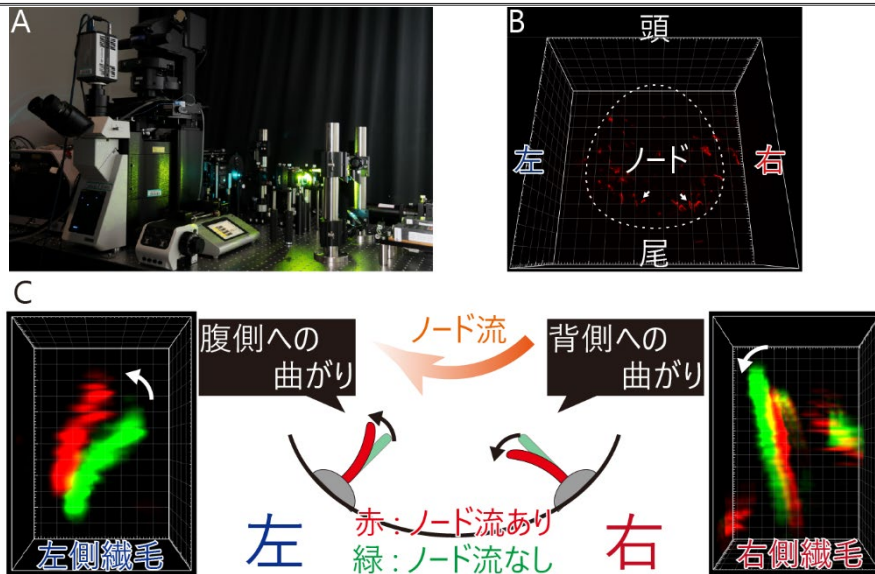 A
B
頭
左
ノード
右
尾
C
腹側への
曲がり
ノード流
背側への
曲がり
左
赤:ノード流あり
緑:ノード流なし
右
左側繊毛
右側繊毛